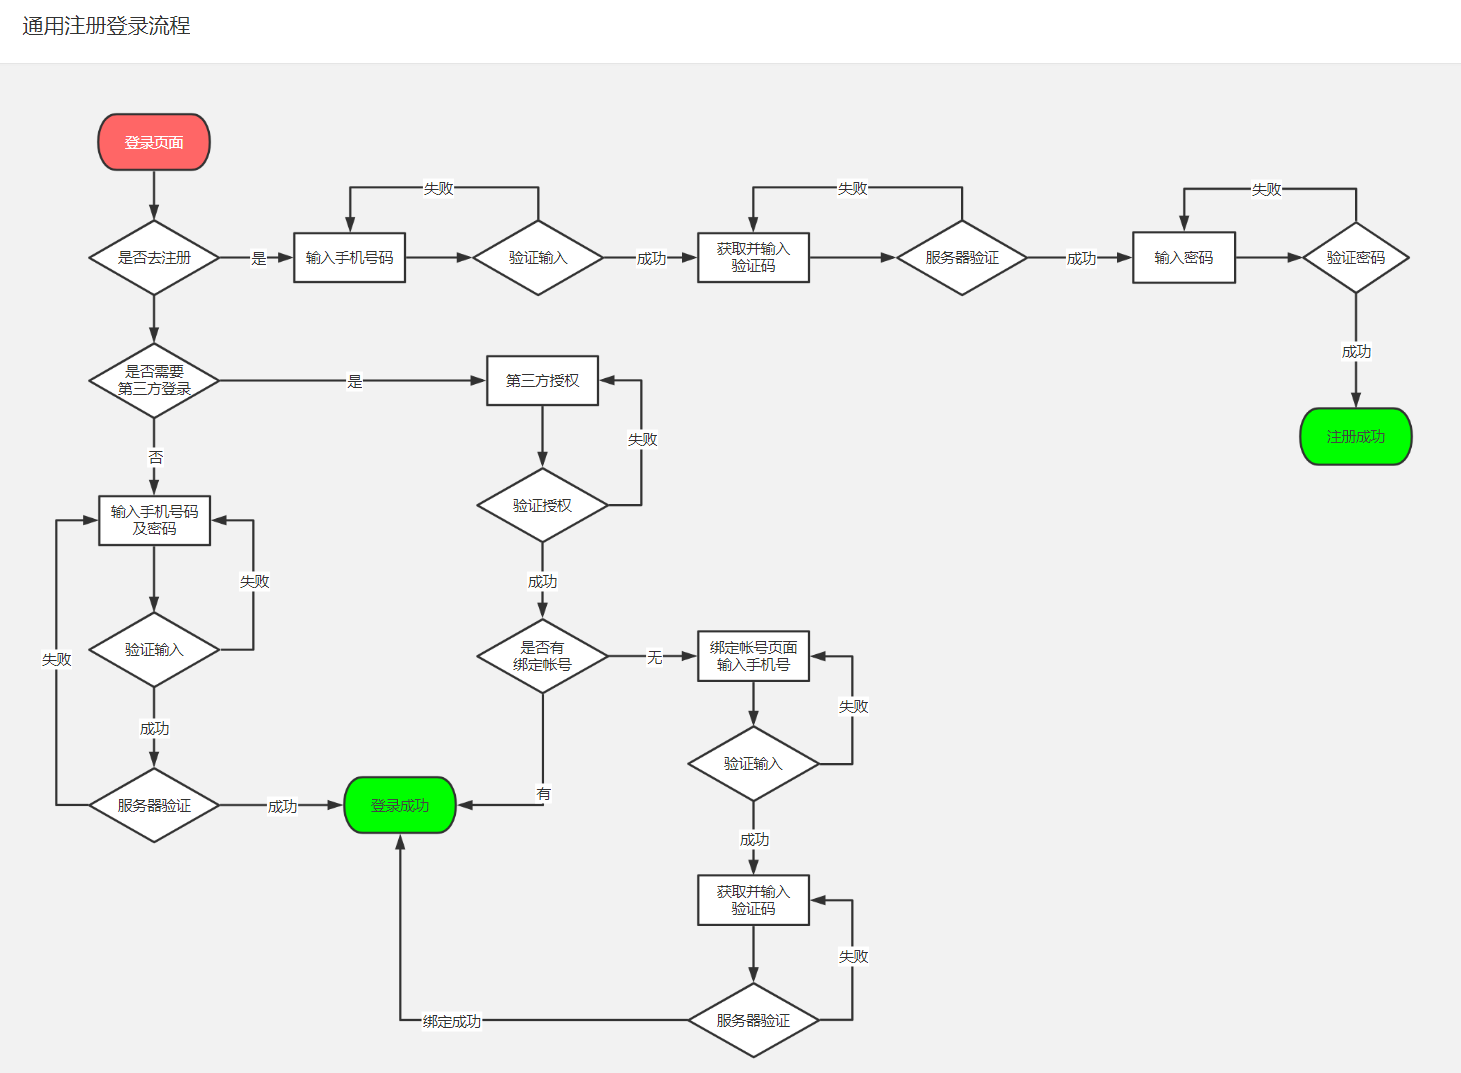 通用注册登录流程
登录页面
失败
失败
失败
是否去注册
是
输入手机号码
验证输入
成功
获取并输入
验证码
服务器验证
成功
输入密码
验证密码
成功
注册成功
是否需要
第三方登录
是
第三方授权
失败
验证授权
否
输入手机号码
及密码
失败
验证输入
失败
成功
服务器验证
成功
登录成功
成功
是否有
绑定帐号
无
绑定帐号页面
输入手机号
失败
验证输入
有
成功
获取并输入
验证码
失败
服务器验证
绑定成功